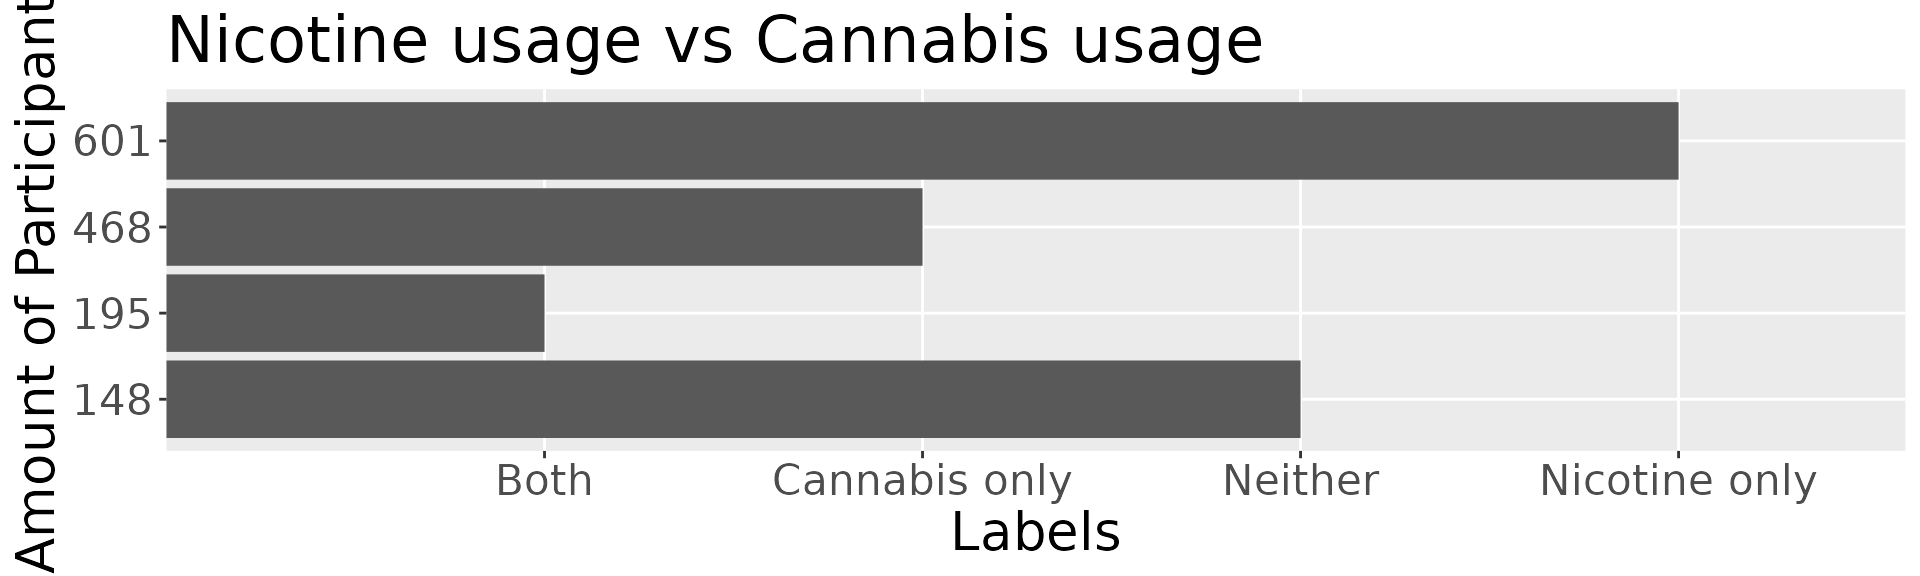 Nicotine usage vs Cannabis usage
Amount of Participant
601
468
195
148
Both Cannabis only Neither Nicotine only
Labels